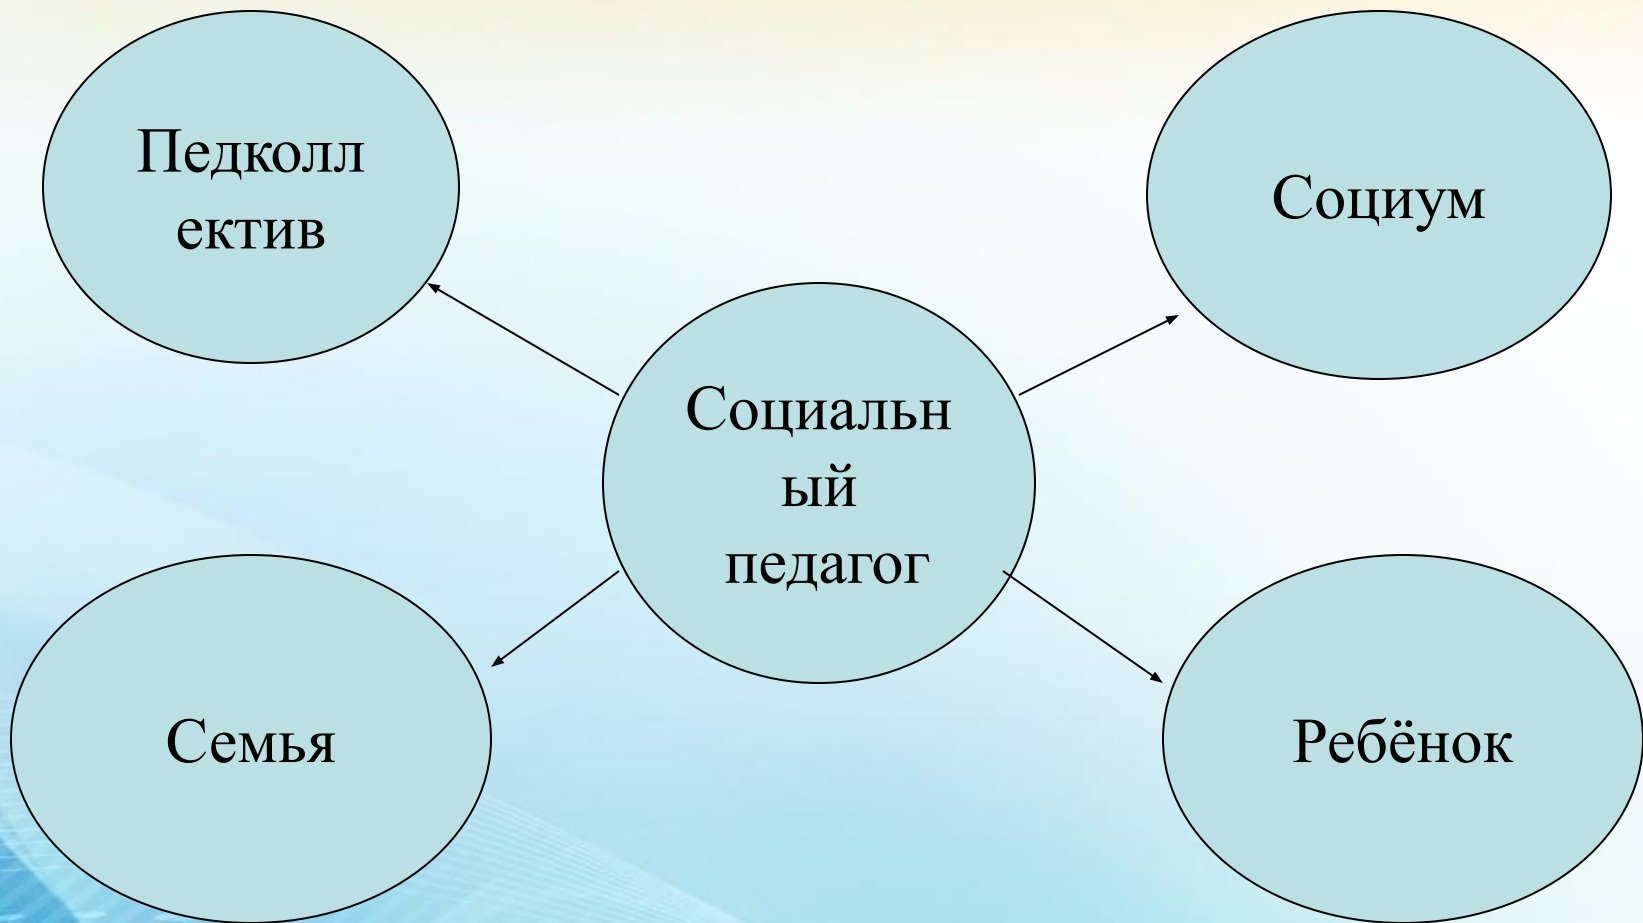 Педколл
ектив
Социум
Социальн
ый
педагог
Семья
Ребёнок